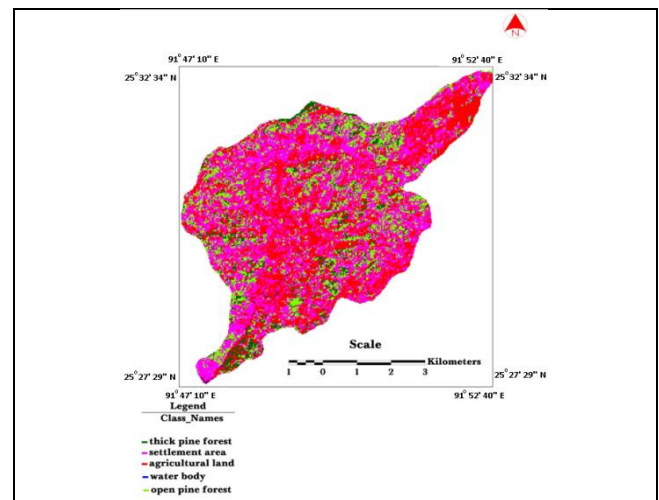 N
91° 47' 10" E 91° 52' 40" E
25° 32' 34" N 25° 32' 34" N
Scale
Kilometers
1 0 1 2 3
25° 27' 29" N 25° 27' 29" N
91° 47' 10" E 91° 52' 40" E
Legend
Class_Names
thick pine forest
settlement area
agricultural land
water body
open pine forest